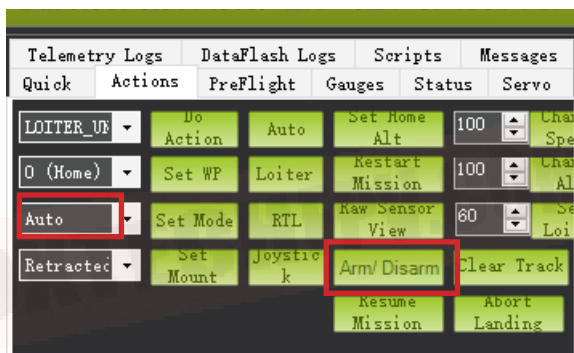 Telemetry Logs DataFlash Logs Scripts Messages
Quick Actions PreFlight Gauges Status Servo
Do Action Auto Set Home Alt 100
0 (Home) Set WP Loiter Restart Mission 100
Auto Set Mode RTL Raw Sensor View 60
Retracted Set Mount Joystick Arm/ Disarm Clear Track
Resume Mission Abort Landing